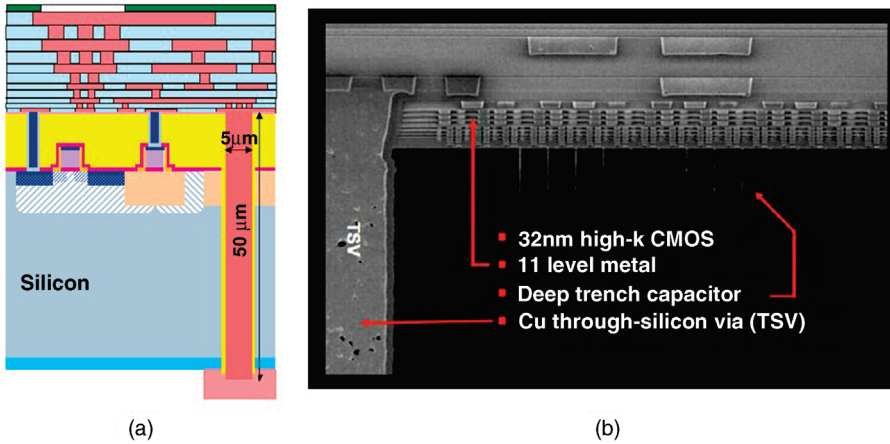 5μm
50 μm
Silicon
TSV
32nm high-k CMOS
11 level metal
Deep trench capacitor
Cu through-silicon via (TSV)
(a)
(b)